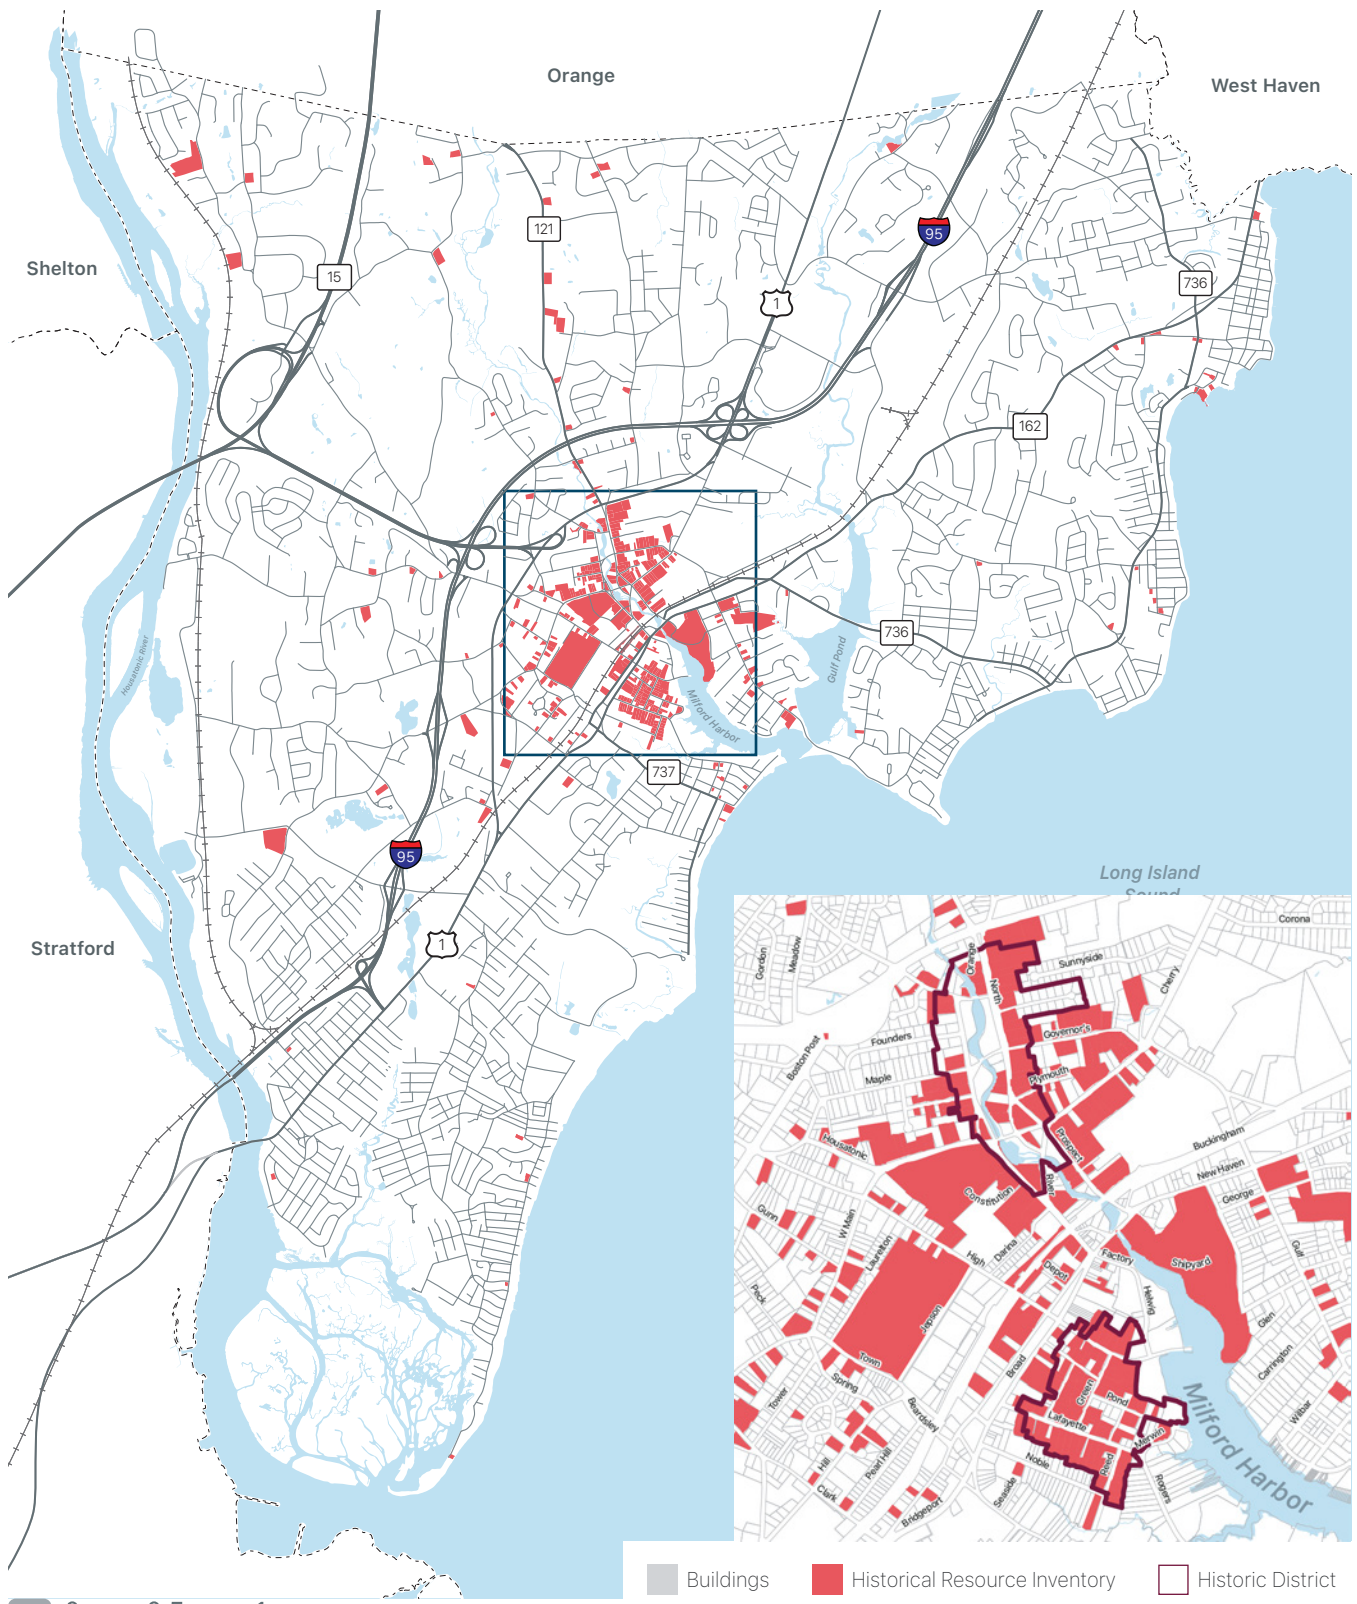 Orange
West Haven
Shelton
121
15
95
1
736
162
Housatonic River
736
Gulf Pond
Milford Harbor
737
95
Long Island
Stratford
1
Corona
Gordon
Meadow
Orange
Sunnyside
North
Cherry
Founders
Governor's
Boston Post
Maple
Plymouth
Housatonic
Prospect
Buckingham
New Haven
Constitution
River
George
Gunn
W Main
Laurelton
High
Darina
Factory
Shipyard
Gulf
Depot
Peck
Jepson
Helwig
Glen
Town
Broad
Carrington
Spring
Green
Pond
Tower
Beardsley
Lafayette
Merwin
Wilbar
Hill
Pearl Hill
Noble
Reed
Milford Harbor
Clark
Seaside
Rogers
Bridgeport
Buildings
Historical Resource Inventory
Historic District